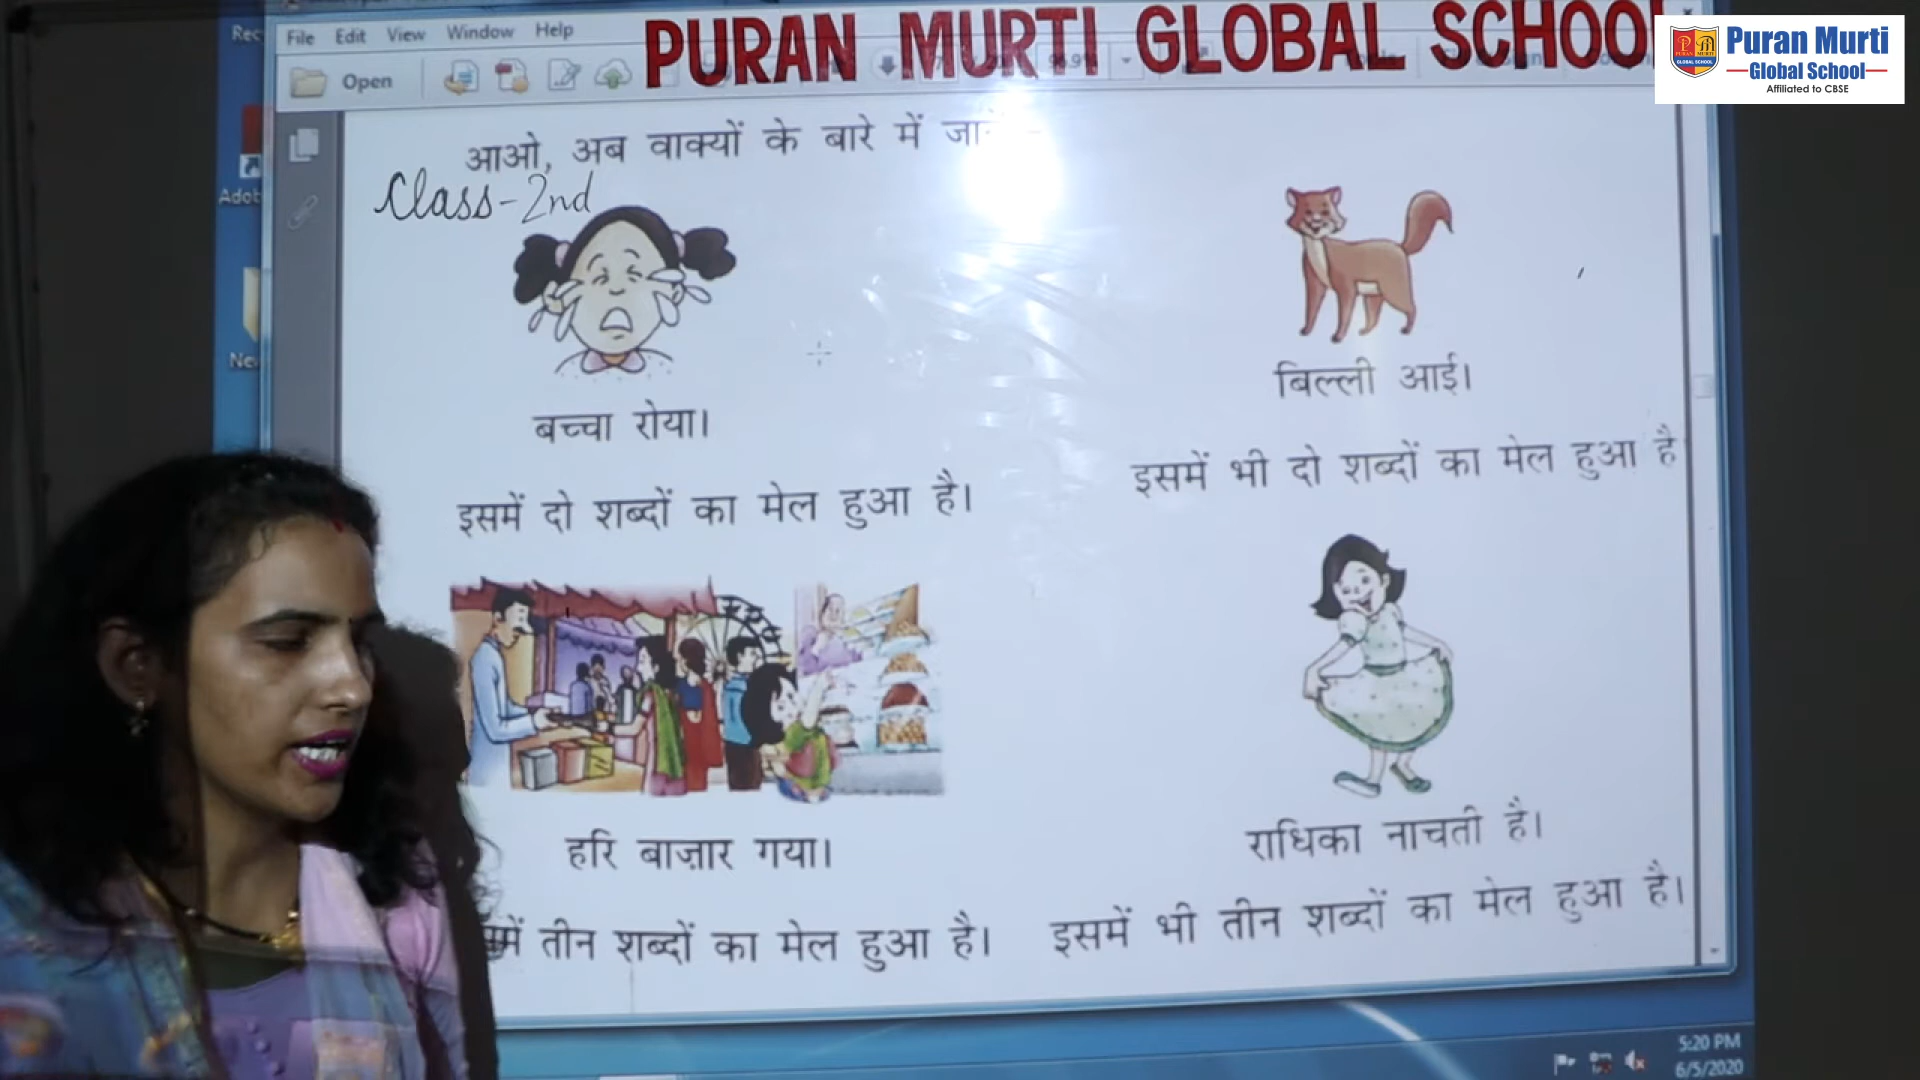 File Edit View Window Help
PURAN MURTI GLOBAL SCHOOL
Puran Murti
Global School
Affiliated to CBSE
Open
आओ, अब वाक्यों के बारे में
Class-2nd
बच्चा रोया।
बिल्ली आई।
इसमें दो शब्दों का मेल हुआ है।
इसमें भी दो शब्दों का मेल हुआ है
हरि बाज़ार गया।
राधिका नाचती है।
में तीन शब्दों का मेल हुआ है।
इसमें भी तीन शब्दों का मेल हुआ है।
5:20 PM
6/5/2020